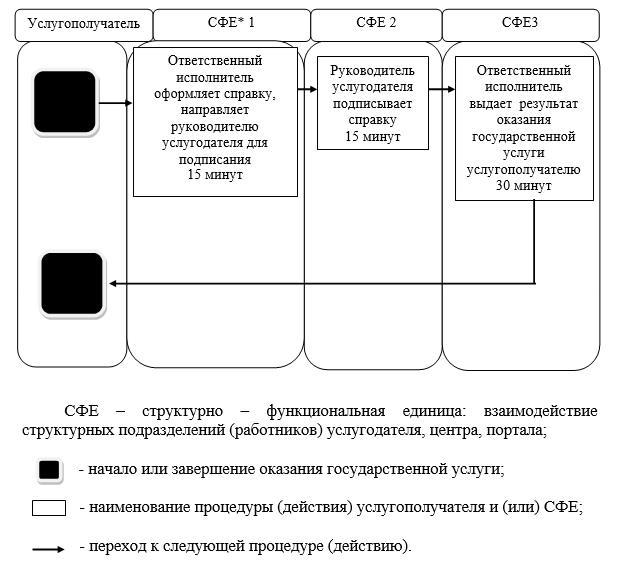 Услугополучатель
СФЕ* 1
СФЕ 2
СФЕ3
Ответственный
исполнитель
оформляет справку,
направляет
руководителю
услугодателя для
подписания
15 минут
Руководитель
услугодателя
подписывает
справку
15 минут
Ответственный
исполнитель
выдает результат
оказания
государственной
услуги
услугополучателю
30 минут
СФЕ – структурно – функциональная единица: взаимодействие
структурных подразделений (работников) услугодателя, центра, портала;
- начало или завершение оказания государственной услуги;
- наименование процедуры (действия) услугополучателя и (или) СФЕ;
- переход к следующей процедуре (действию).